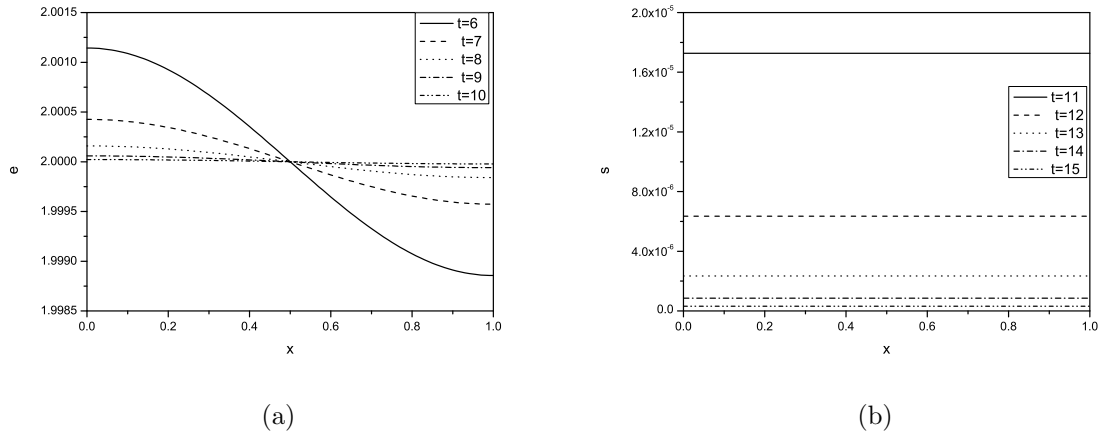 2.0015
2.0010
2.0005
2.0000
1.9995
1.9990
1.9985
e
t=6
t=7
t=8
t=9
t=10
0.0 0.2 0.4 0.6 0.8 1.0
x
(a)
2.0x10-5
1.6x10-5
1.2x10-5
8.0x10-6
4.0x10-6
0.0
s
t=11
t=12
t=13
t=14
t=15
0.0 0.2 0.4 0.6 0.8 1.0
x
(b)